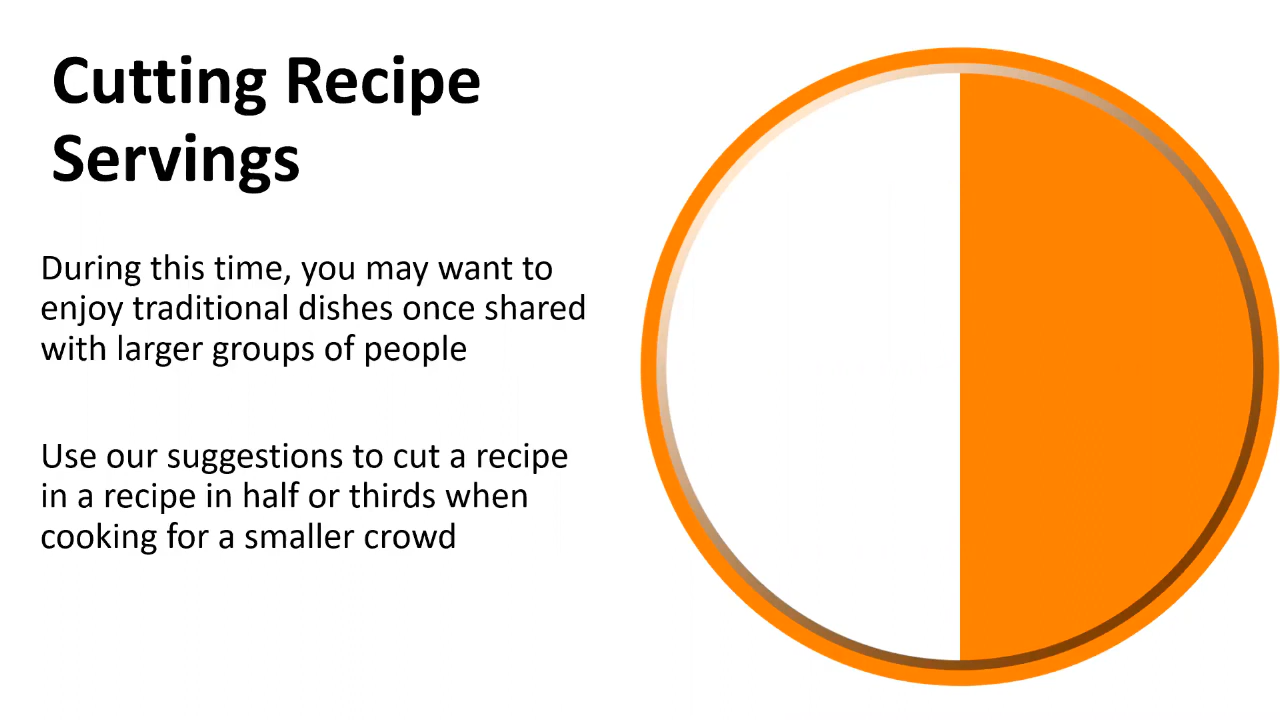 Cutting Recipe
Servings
During this time, you may want to
enjoy traditional dishes once shared
with larger groups of people
Use our suggestions to cut a recipe
in a recipe in half or thirds when
cooking for a smaller crowd